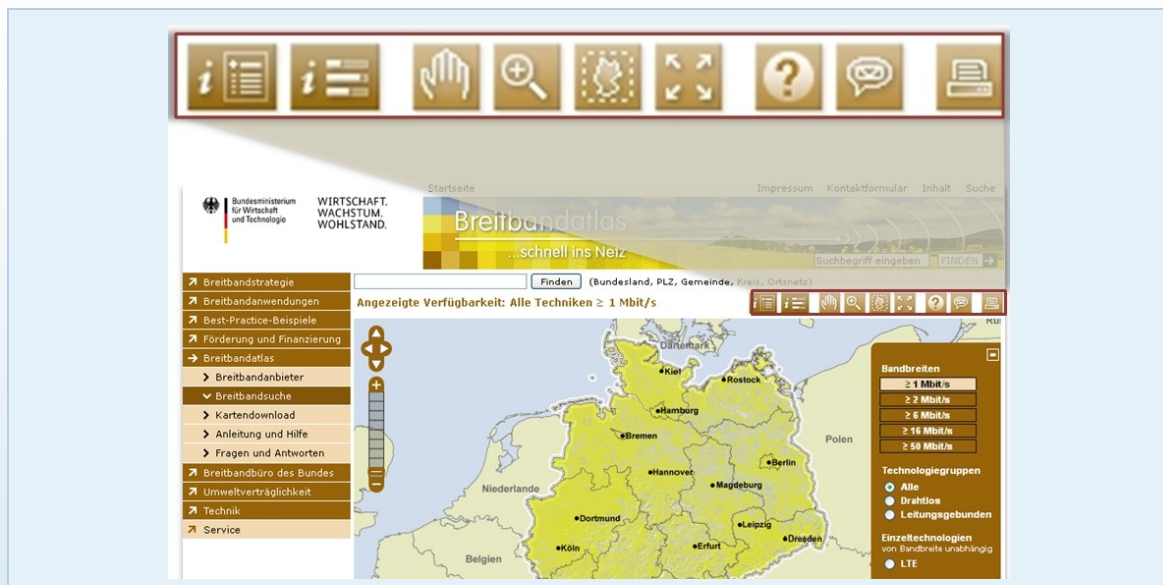 Startseite
Impressum Kontaktformular Inhalt Suche
Bundesministerium
für Wirtschaft
und Technologie
WIRTSCHAFT.
WACHSTUM.
WOHLSTAND.
Breitbandatlas
...schnell ins Netz
Suchbegriff eingeben FINDEN
Finden (Bundesland, PLZ, Gemeinde, Kreis, Ortsnetz)
Angezeigte Verfügbarkeit: Alle Techniken ≥ 1 Mbit/s
Breitbandstrategie
Breitbandanwendungen
Best-Practice-Beispiele
Förderung und Finanzierung
Breitbandatlas
Breitbandanbieter
Breitbandsuche
Kartendownload
Anleitung und Hilfe
Fragen und Antworten
Breitbandbüro des Bundes
Umweltverträglichkeit
Technik
Service
Dänemark
Kiel
Rostock
Hamburg
Bremen
Polen
Berlin
Hannover
Magdeburg
Niederlande
Dortmund
Leipzig
Köln
Erfurt
Dresden
Belgien
Bandbreiten
≥ 1 Mbit/s
≥ 2 Mbit/s
≥ 6 Mbit/s
≥ 16 Mbit/s
≥ 50 Mbit/s
Technologiegruppen
Alle
Drahtlos
Leitungsgebunden
Einzeltechnologien
von Bandbreite unabhängig
LTE